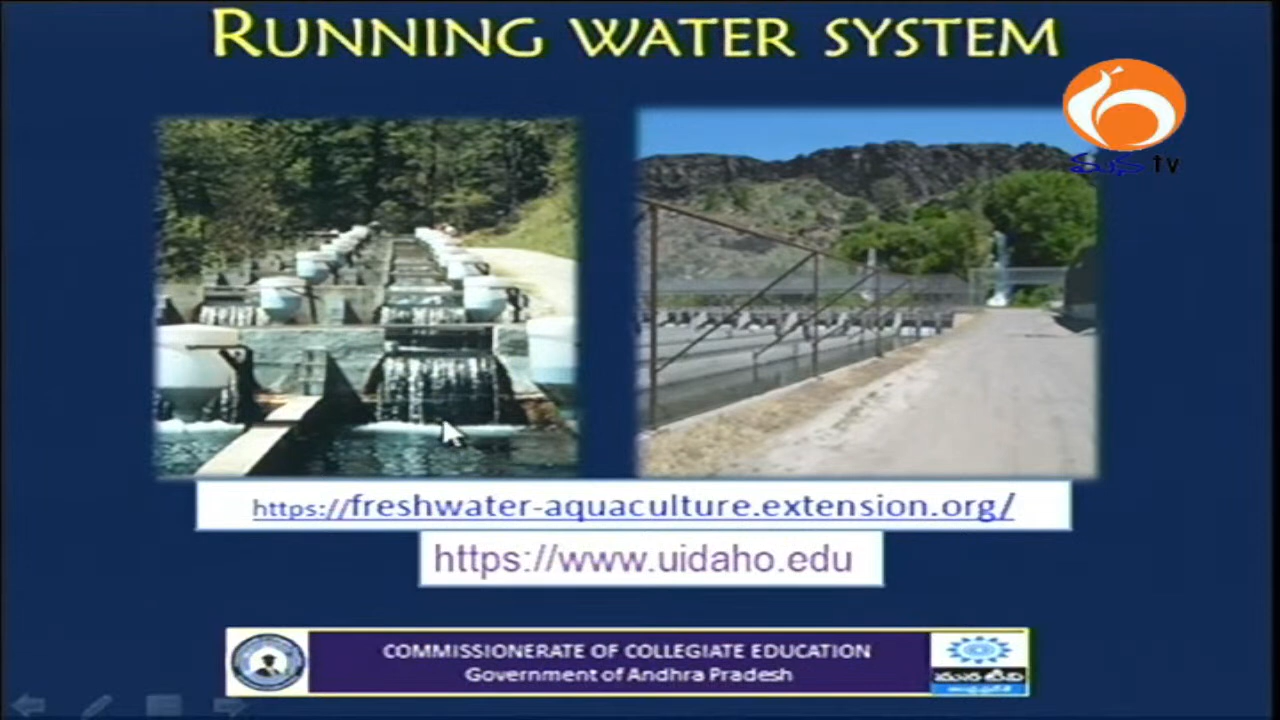 RUNNING WATER SYSTEM
tv
https://freshwater-aquaculture.extension.org/
https://www.uidaho.edu
COMMISSIONERATE OF COLLEGIATE EDUCATION
Government of Andhra Pradesh